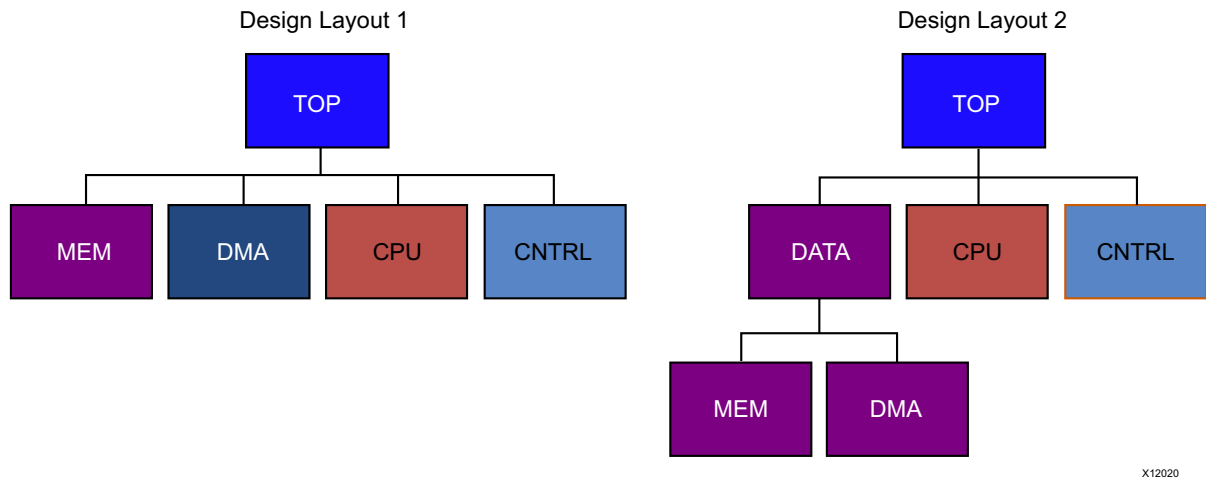 Design Layout 1
TOP
MEM DMA CPU CNTRL
Design Layout 2
TOP
DATA CPU CNTRL
MEM DMA
X12020